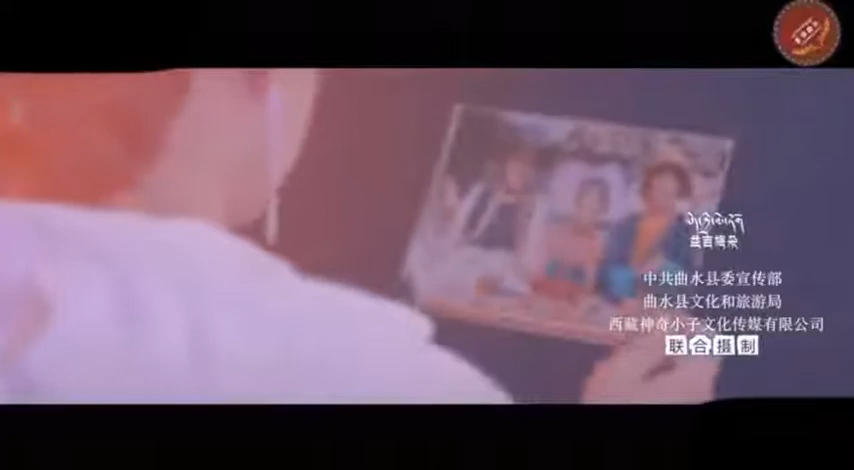 中共曲水县委宣传部
曲水县文化和旅游局
西藏神奇小子文化传媒有限公司
联合摄制